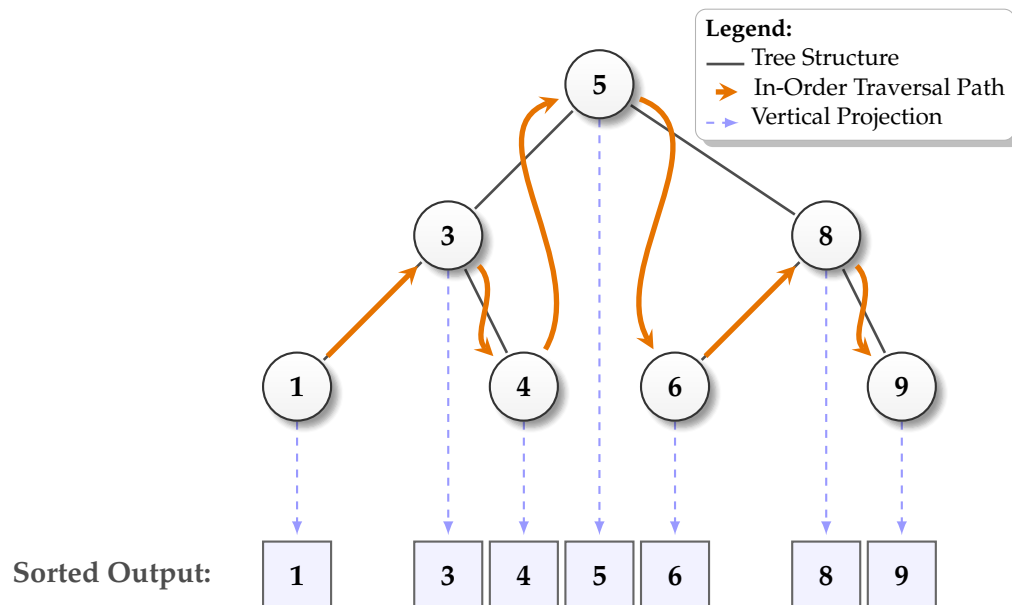 Legend:
Tree Structure
In-Order Traversal Path
Vertical Projection
5
3
8
1
4
6
9
Sorted Output: 1 3 4 5 6 8 9